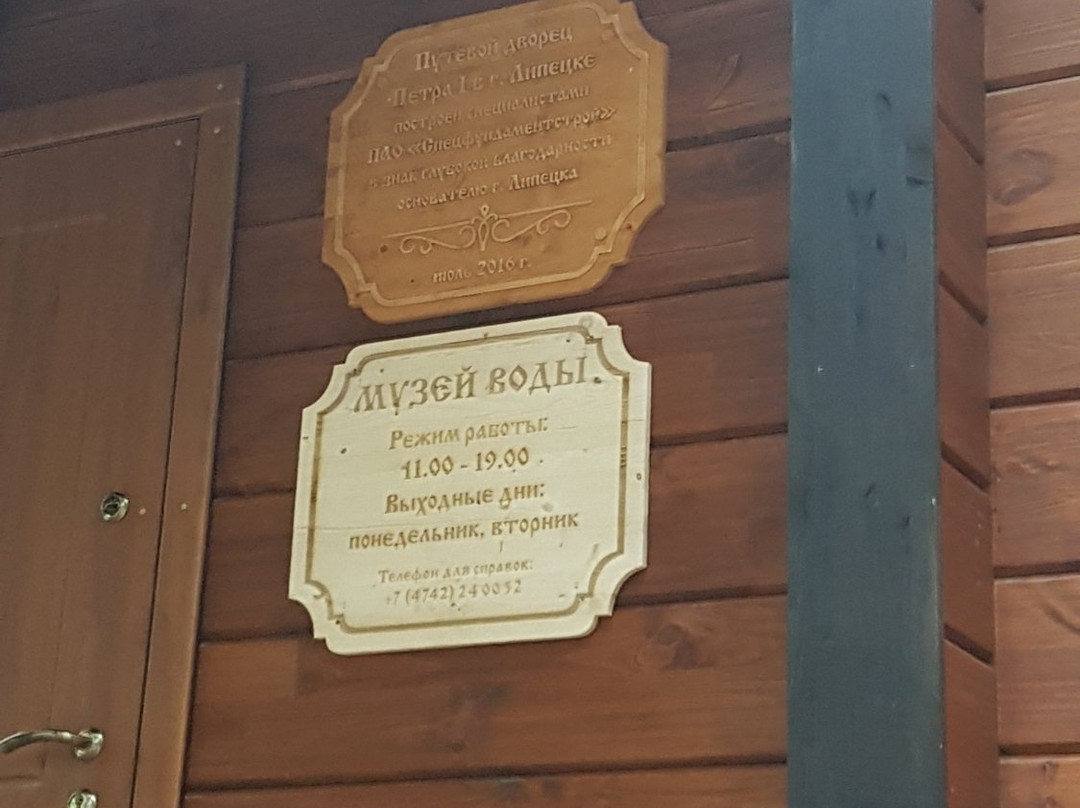 Путевой дворец
Петра I в г. Липецке
построен специалистами
ПАО «Спецфундаментстрой»
в знак глубокой благодарности
основателю г. Липецка
июль 2016 г.
МУЗЕЙ ВОДЫ
Режим работы:
11.00 - 19.00
Выходные дни:
понедельник, вторник
Телефон для справок:
+7 (4742) 24 00 52